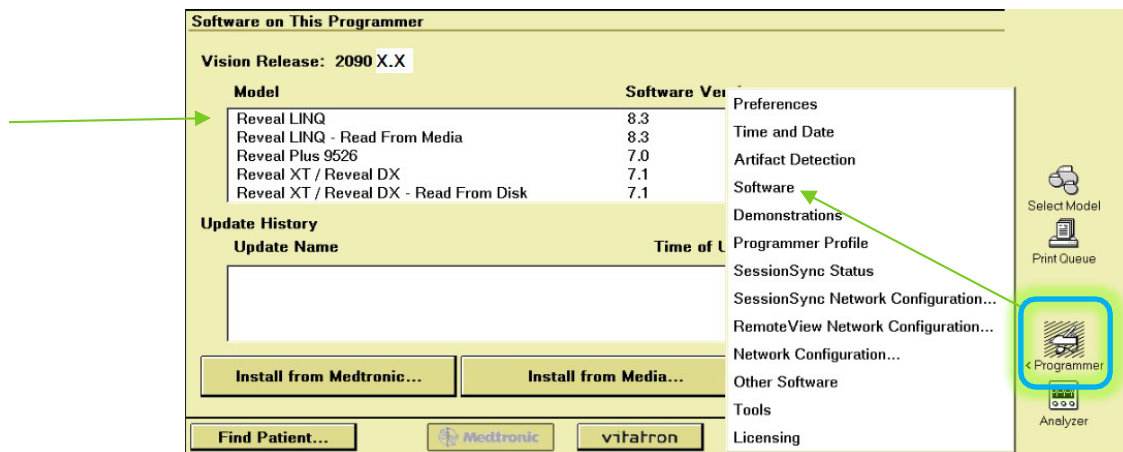 Software on This Programmer
Vision Release: 2090 X.X
Model Software Ver
Reveal LINQ 8.3
Reveal LINQ - Read From Media 8.3
Reveal Plus 9526 7.0
Reveal XT / Reveal DX 7.1
Reveal XT / Reveal DX - Read From Disk 7.1
Update History
Update Name Time of
Install from Medtronic... Install from Media...
Find Patient... Medtronic vitatron
Preferences
Time and Date
Artifact Detection
Software
Demonstrations
Programmer Profile
SessionSync Status
SessionSync Network Configuration...
RemoteView Network Configuration...
Network Configuration...
Other Software
Tools
Licensing
Select Model
Print Queue
< Programmer
Analyzer